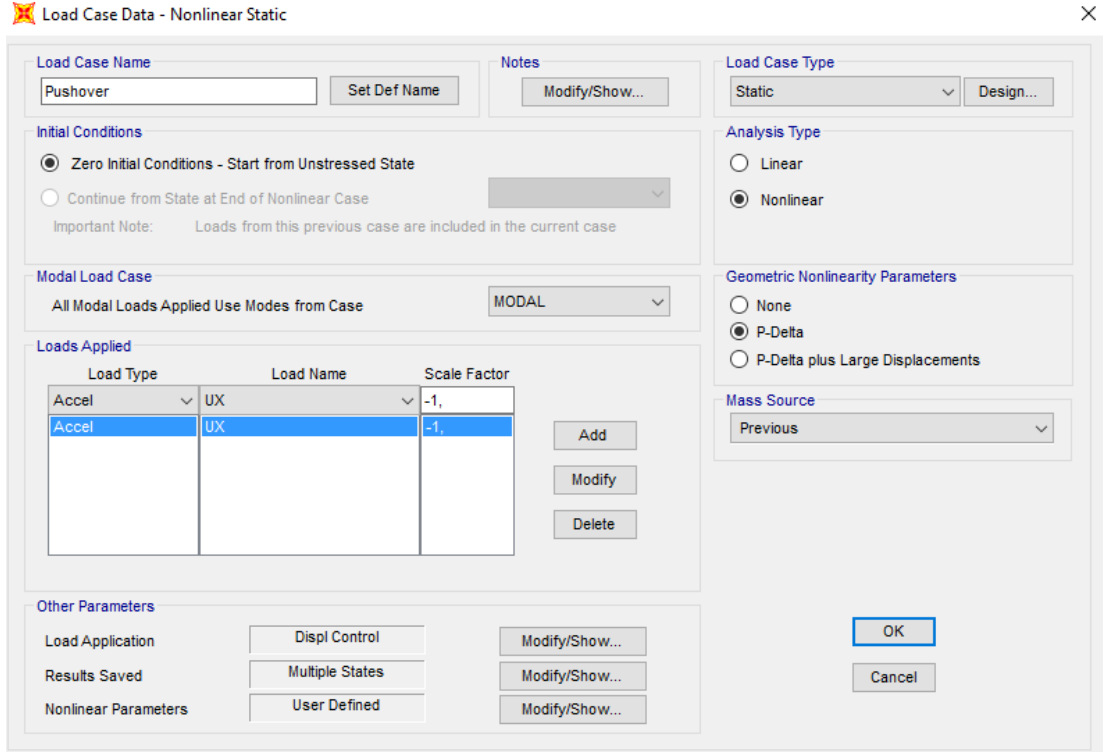 Load Case Data - Nonlinear Static
Load Case Name
Pushover
Set Def Name
Notes
Modify/Show...
Load Case Type
Static
Design...
Initial Conditions
Zero Initial Conditions - Start from Unstressed State
Continue from State at End of Nonlinear Case
Important Note: Loads from this previous case are included in the current case
Analysis Type
Linear
Nonlinear
Modal Load Case
All Modal Loads Applied Use Modes from Case
MODAL
Geometric Nonlinearity Parameters
None
P-Delta
P-Delta plus Large Displacements
Loads Applied
Load Type Load Name Scale Factor
Accel UX -1,
Accel UX -1,
Add
Modify
Delete
Mass Source
Previous
Other Parameters
Load Application Displ Control Modify/Show...
Results Saved Multiple States Modify/Show...
Nonlinear Parameters User Defined Modify/Show...
OK
Cancel